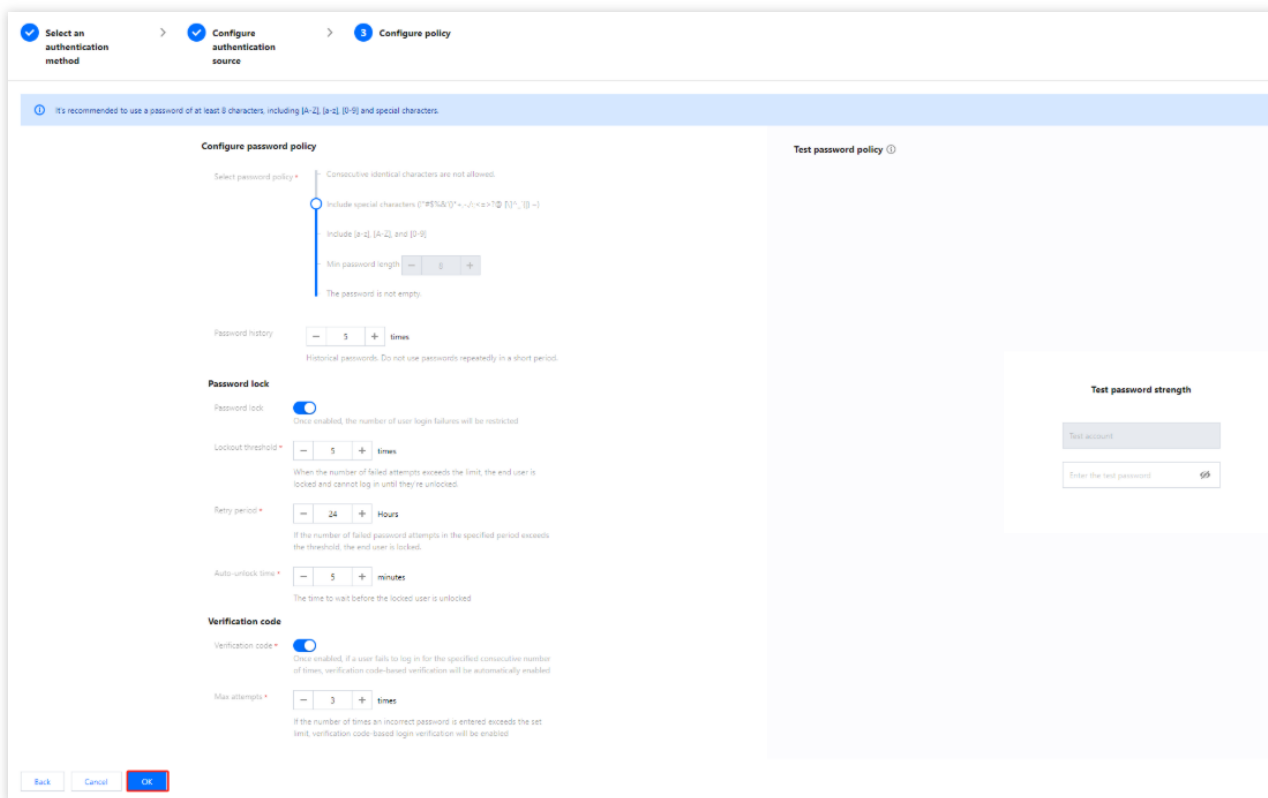 Select an
authentication
method
Configure
authentication
source
3
Configure policy
It's recommended to use a password of at least 8 characters, including [A-Z], [a-z], [0-9] and special characters.
Configure password policy
Test password policy
Select password policy *
Consecutive identical characters are not allowed.
Include special characters
Include [a-z], [A-Z], and [0-9]
Min password length − 8 +
The password is not empty
Password history − 5 + times
Historical passwords. Do not use passwords repeatedly in a short period.
Password lock
Password lock
Once enabled, the number of user login failures will be restricted
Lockout threshold * − 5 + times
When the number of failed attempts exceeds the limit, the end user is
locked and cannot log in until they're unlocked.
Retry period * − 24 + Hours
If the number of failed password attempts in the specified period exceeds
the threshold, the end user is locked.
Auto-unlock time * − 5 + minutes
The time to wait before the locked user is unlocked
Verification code
Verification code *
Once enabled, if a user fails to log in for the specified consecutive number
of times, verification code-based verification will be automatically enabled
Max attempts * − 3 + times
If the number of times an incorrect password is entered exceeds the set
limit, verification code-based login verification will be enabled
Test password strength
Test account
Enter the test password
Back
Cancel
OK